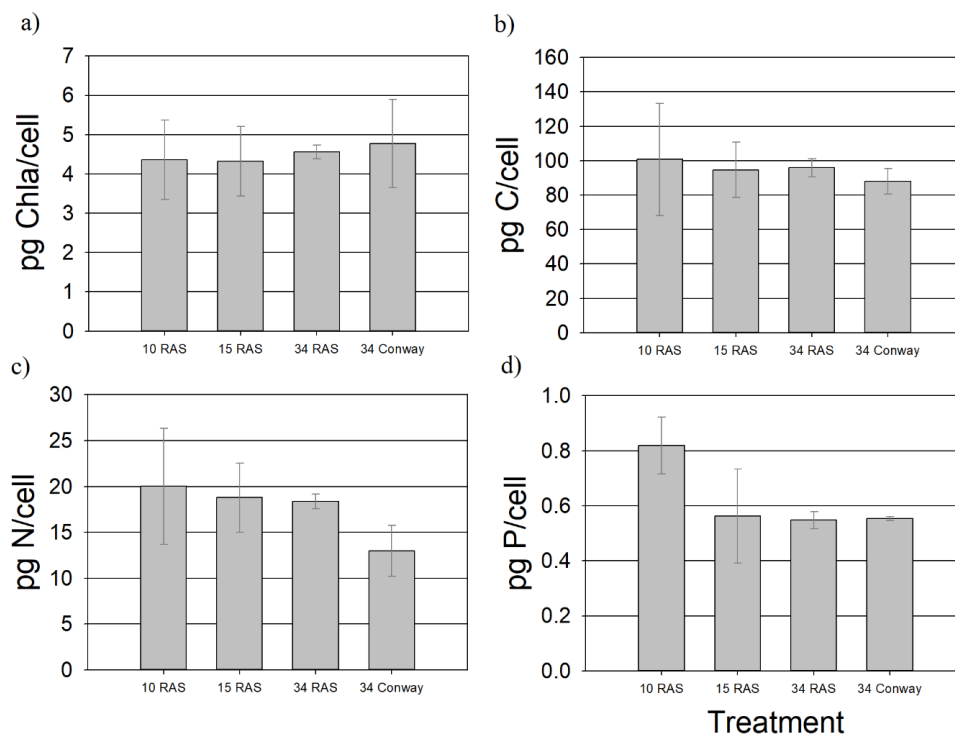 a)
7
6
5
4
3
2
1
0
pg Chla/cell
10 RAS 15 RAS 34 RAS 34 Conway
b)
160
140
120
100
80
60
40
20
0
pg C/cell
10 RAS 15 RAS 34 RAS 34 Conway
c)
30
25
20
15
10
5
0
pg N/cell
10 RAS 15 RAS 34 RAS 34 Conway
d)
1.0
0.8
0.6
0.4
0.2
0.0
pg P/cell
10 RAS 15 RAS 34 RAS 34 Conway
Treatment